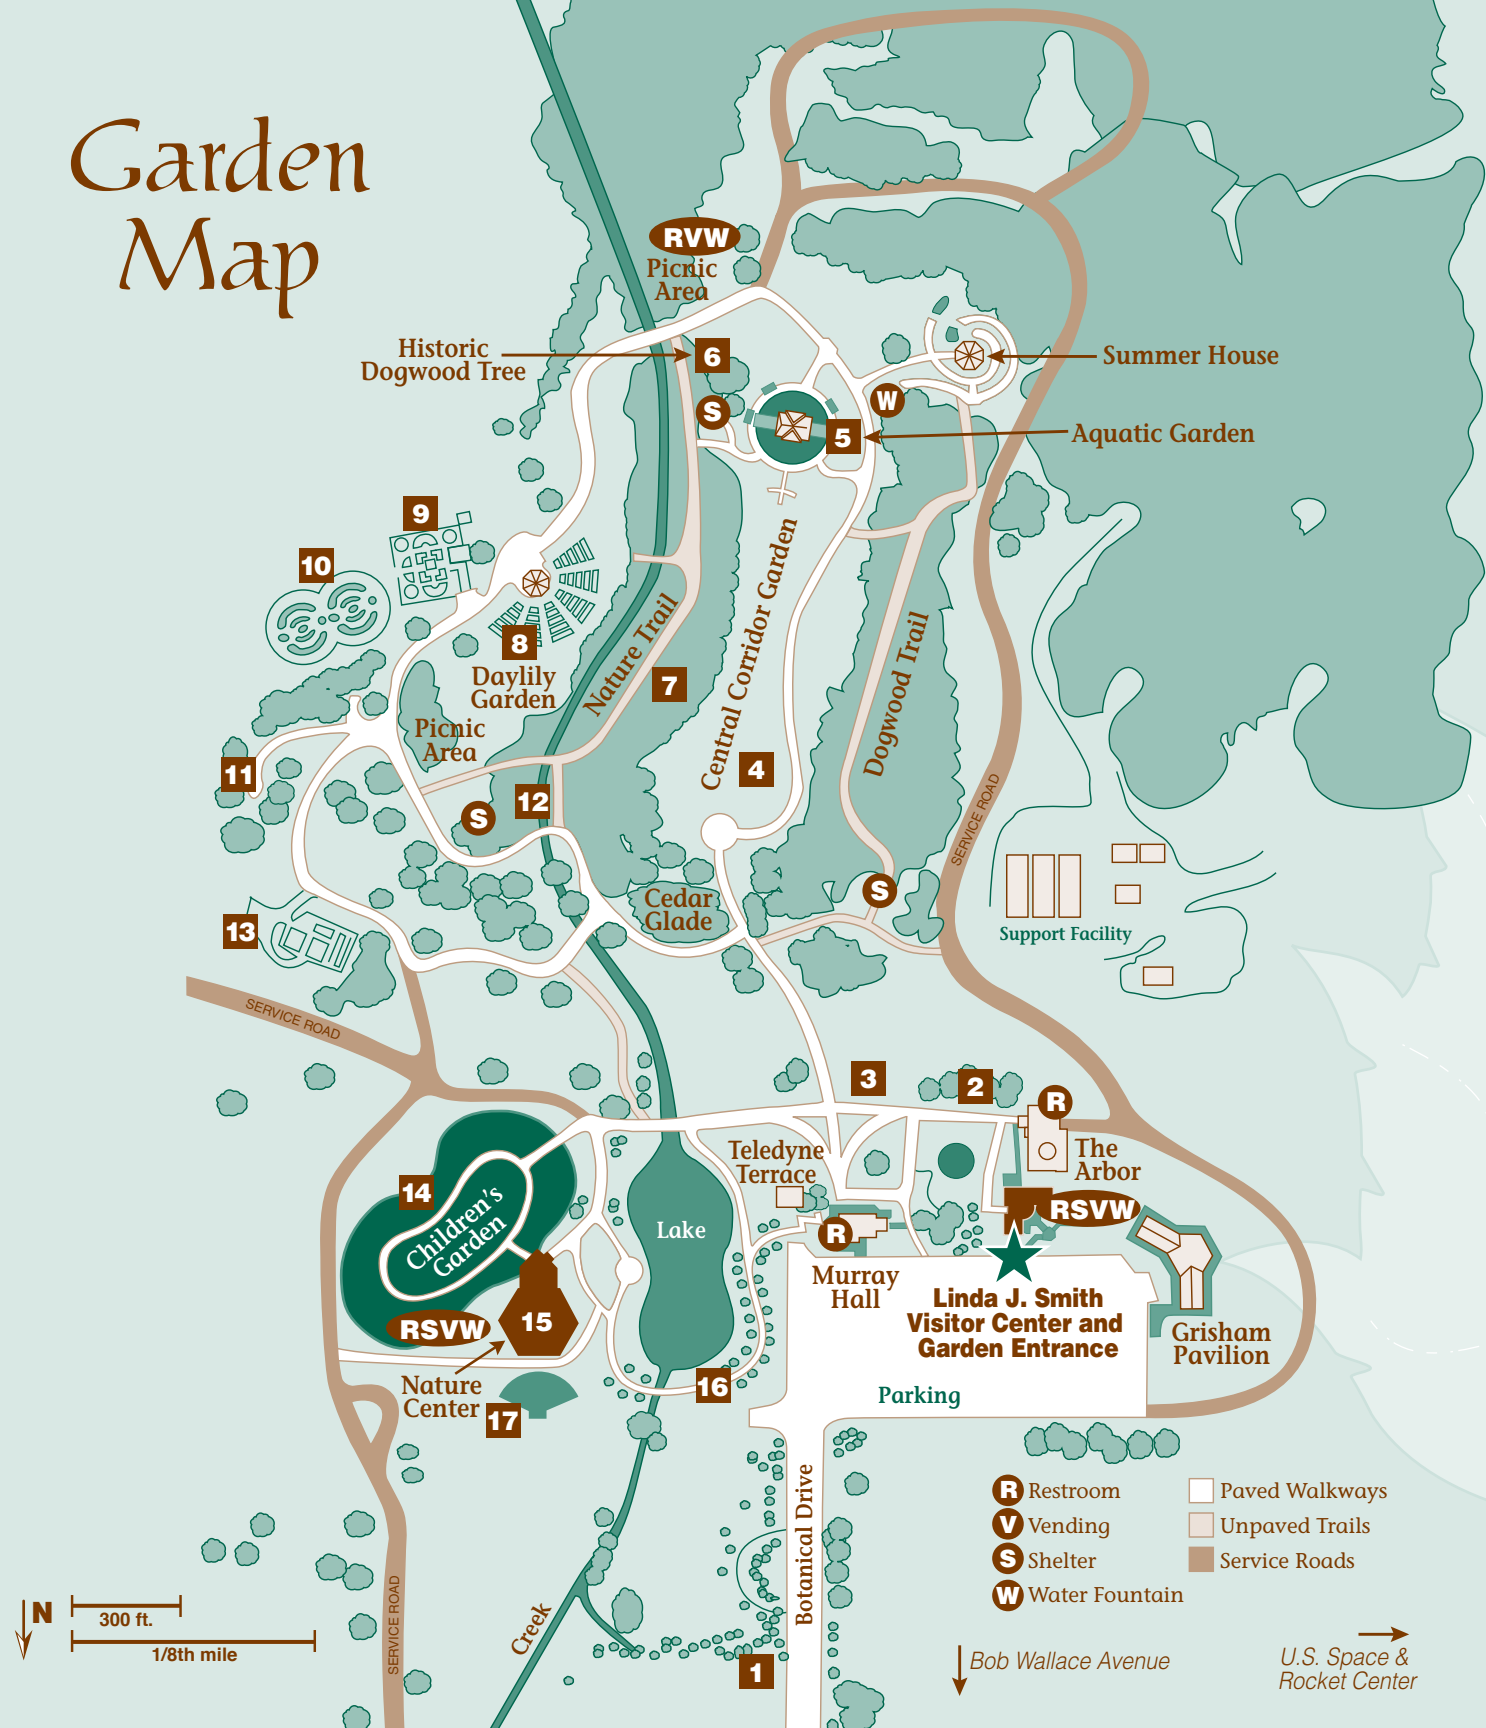 Garden
Map
RVW
Picnic
Area
Historic
Dogwood Tree
6
S
W
5
Summer House
Aquatic Garden
9
10
8
Daylily
Garden
Nature Trail
7
Central Corridor Garden
4
Dogwood Trail
Picnic
Area
11
S
12
SERVICE ROAD
13
Cedar
Glade
S
Support Facility
SERVICE ROAD
3
2
R
The
Arbor
Teledyne
Terrace
14
Children's
Garden
Lake
R
RSVW
Murray
Hall
Linda J. Smith
Visitor Center and
Garden Entrance
Grisham
Pavilion
RSVW
15
Nature
Center
17
16
Parking
Botanical Drive
R Restroom
V Vending
S Shelter
W Water Fountain
Paved Walkways
Unpaved Trails
Service Roads
N
300 ft.
1/8th mile
SERVICE ROAD
Creek
1
Bob Wallace Avenue
U.S. Space &
Rocket Center